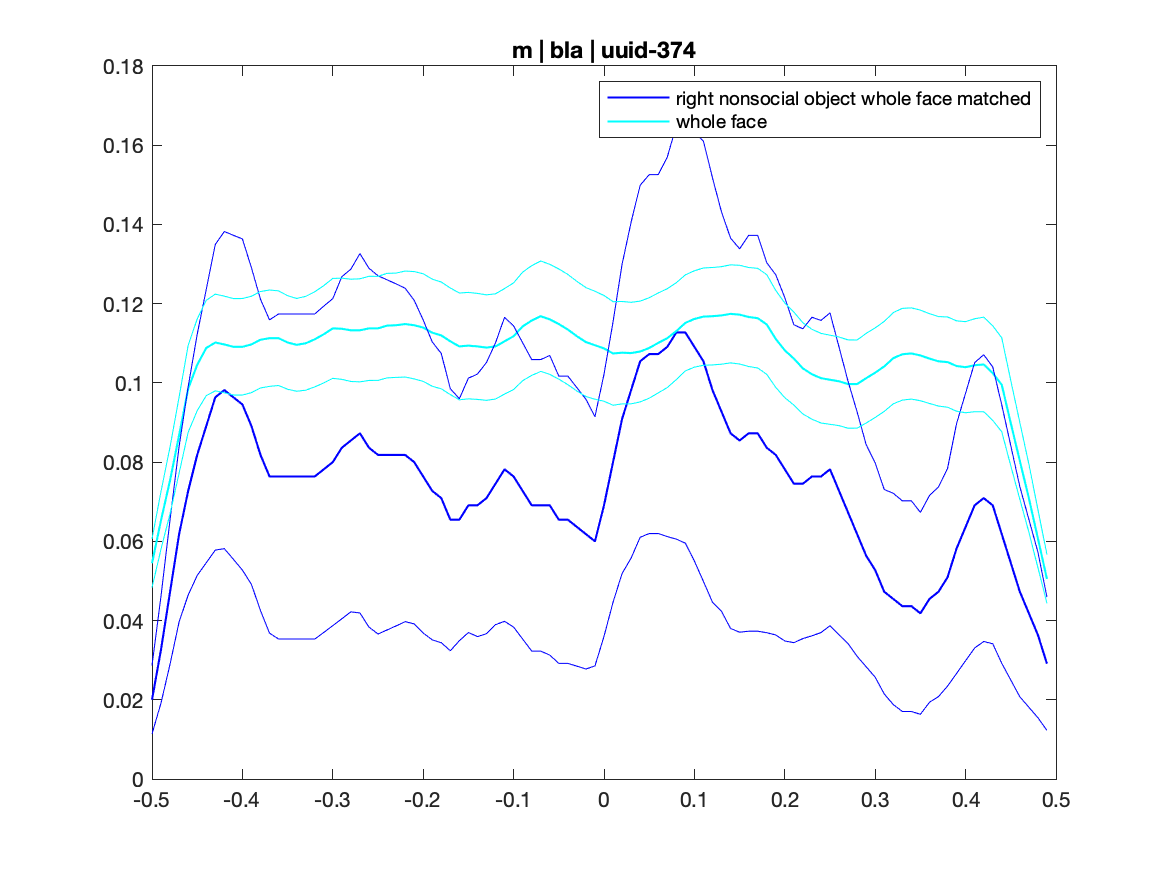 m | bla | uuid-374
right nonsocial object whole face matched
whole face
0.18
0.16
0.14
0.12
0.1
0.08
0.06
0.04
0.02
0
-0.5 -0.4 -0.3 -0.2 -0.1 0 0.1 0.2 0.3 0.4 0.5